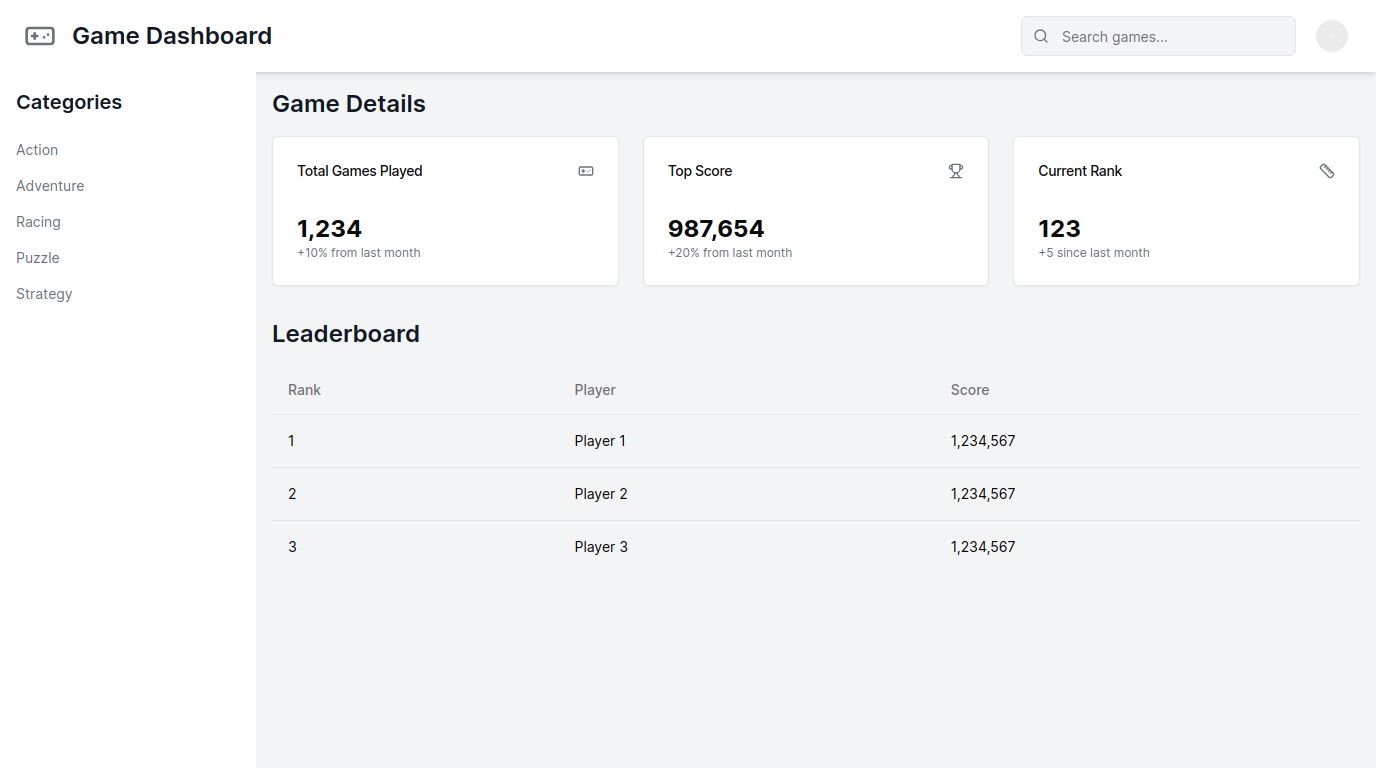 Game Dashboard
Search games...
Categories
Action
Adventure
Racing
Puzzle
Strategy
Game Details
Total Games Played
1,234
+10% from last month
Top Score
987,654
+20% from last month
Current Rank
123
+5 since last month
Leaderboard
Rank Player Score
1 Player 1 1,234,567
2 Player 2 1,234,567
3 Player 3 1,234,567